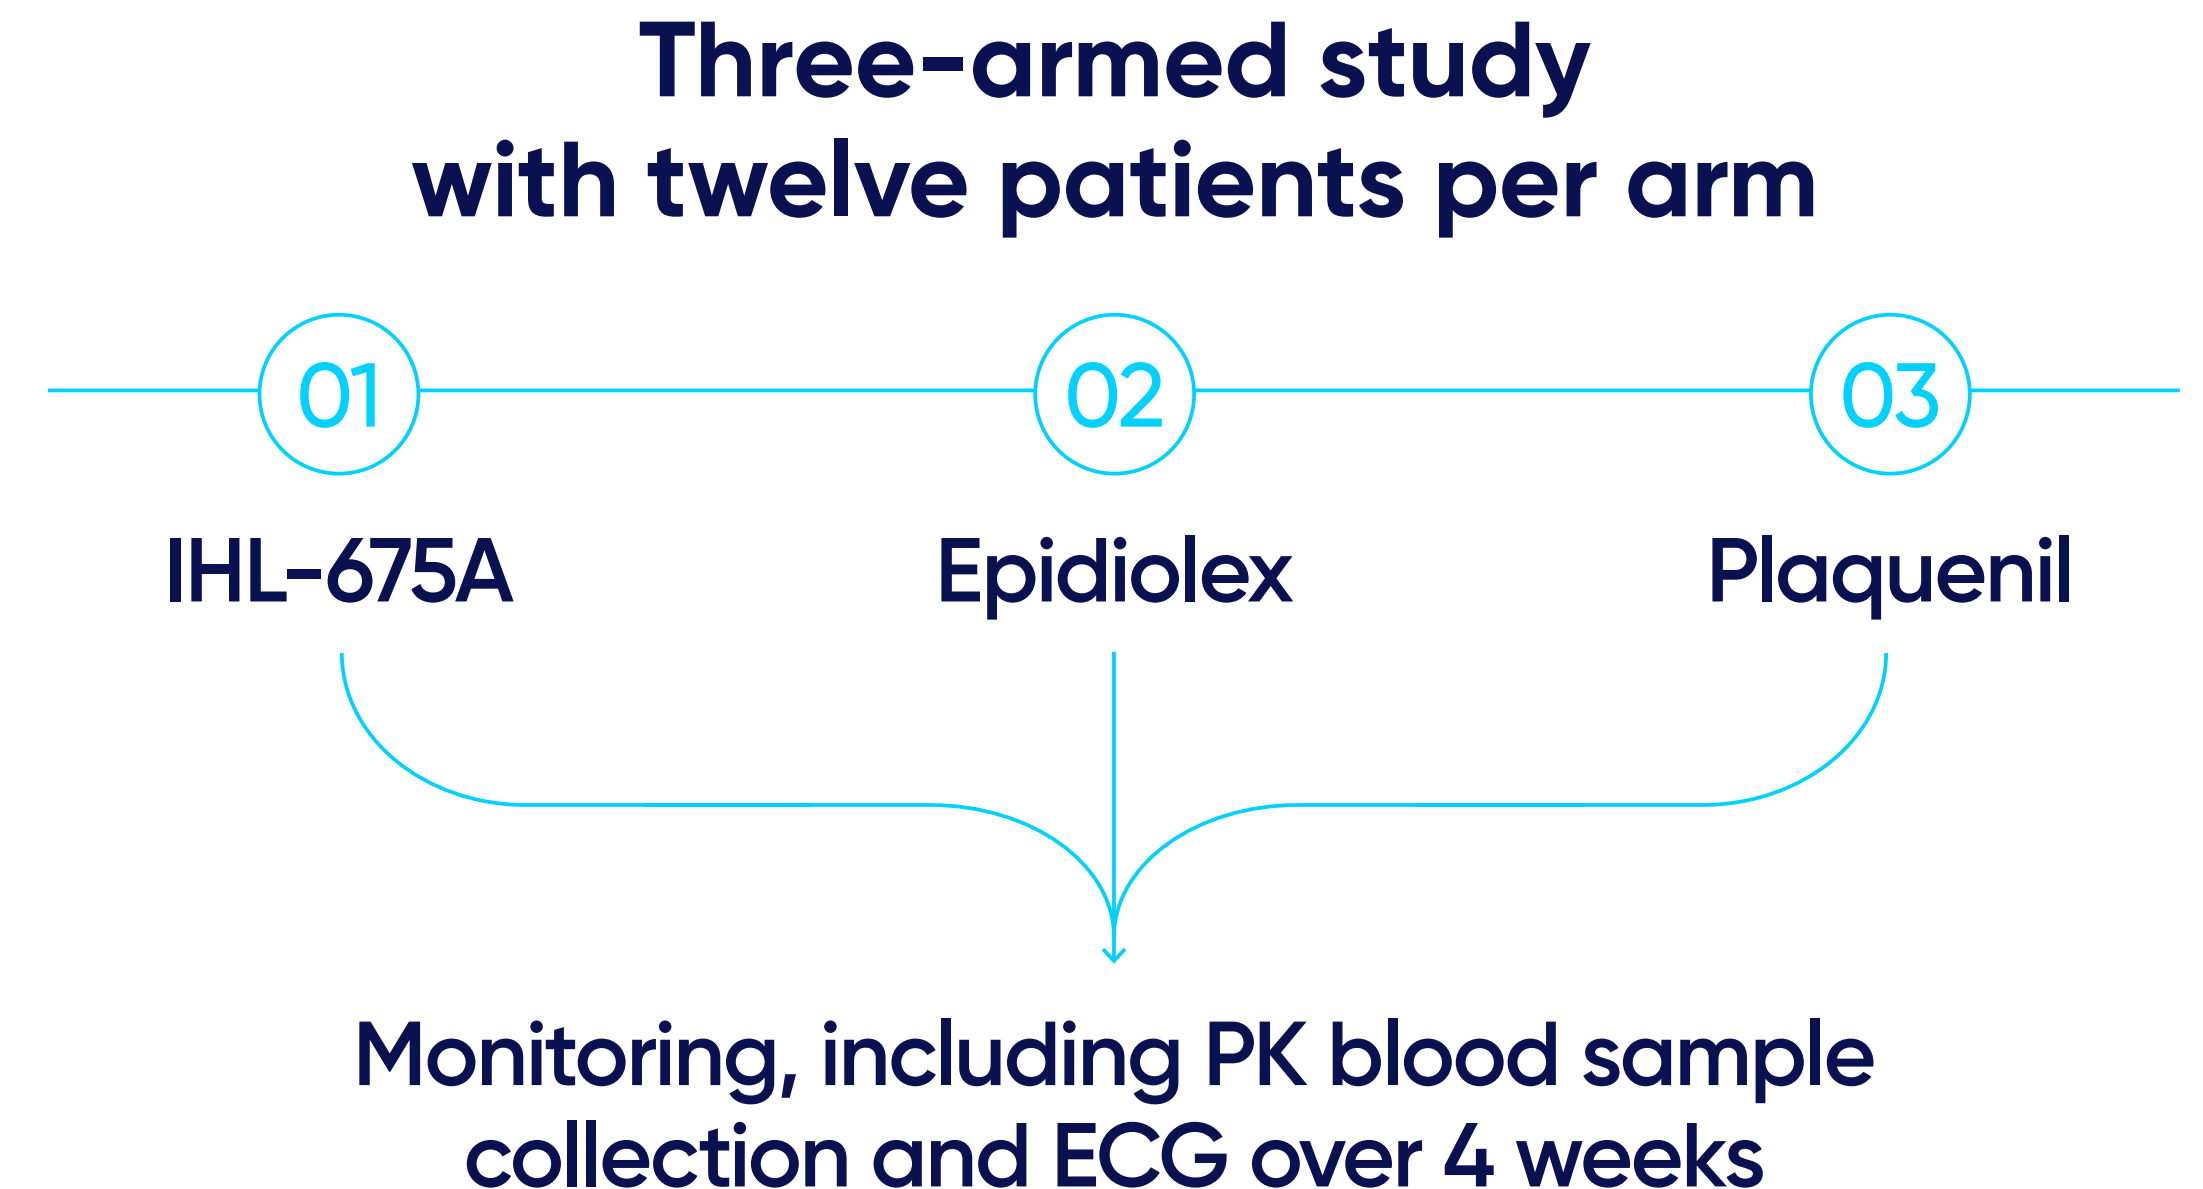 Three-armed study
with twelve patients per arm
01
02
03
IHL-675A
Epidiolex
Plaquenil
Monitoring, including PK blood sample
collection and ECG over 4 weeks